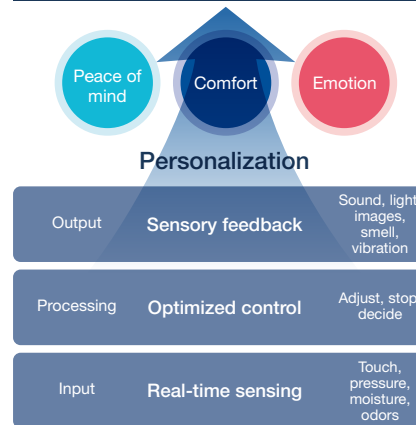 Peace of
mind
Comfort
Emotion
Personalization
Output
Sensory feedback
Sound, light,
images,
smell,
vibration
Processing
Optimized control
Adjust, stop,
decide
Input
Real-time sensing
Touch,
pressure,
moisture,
odors